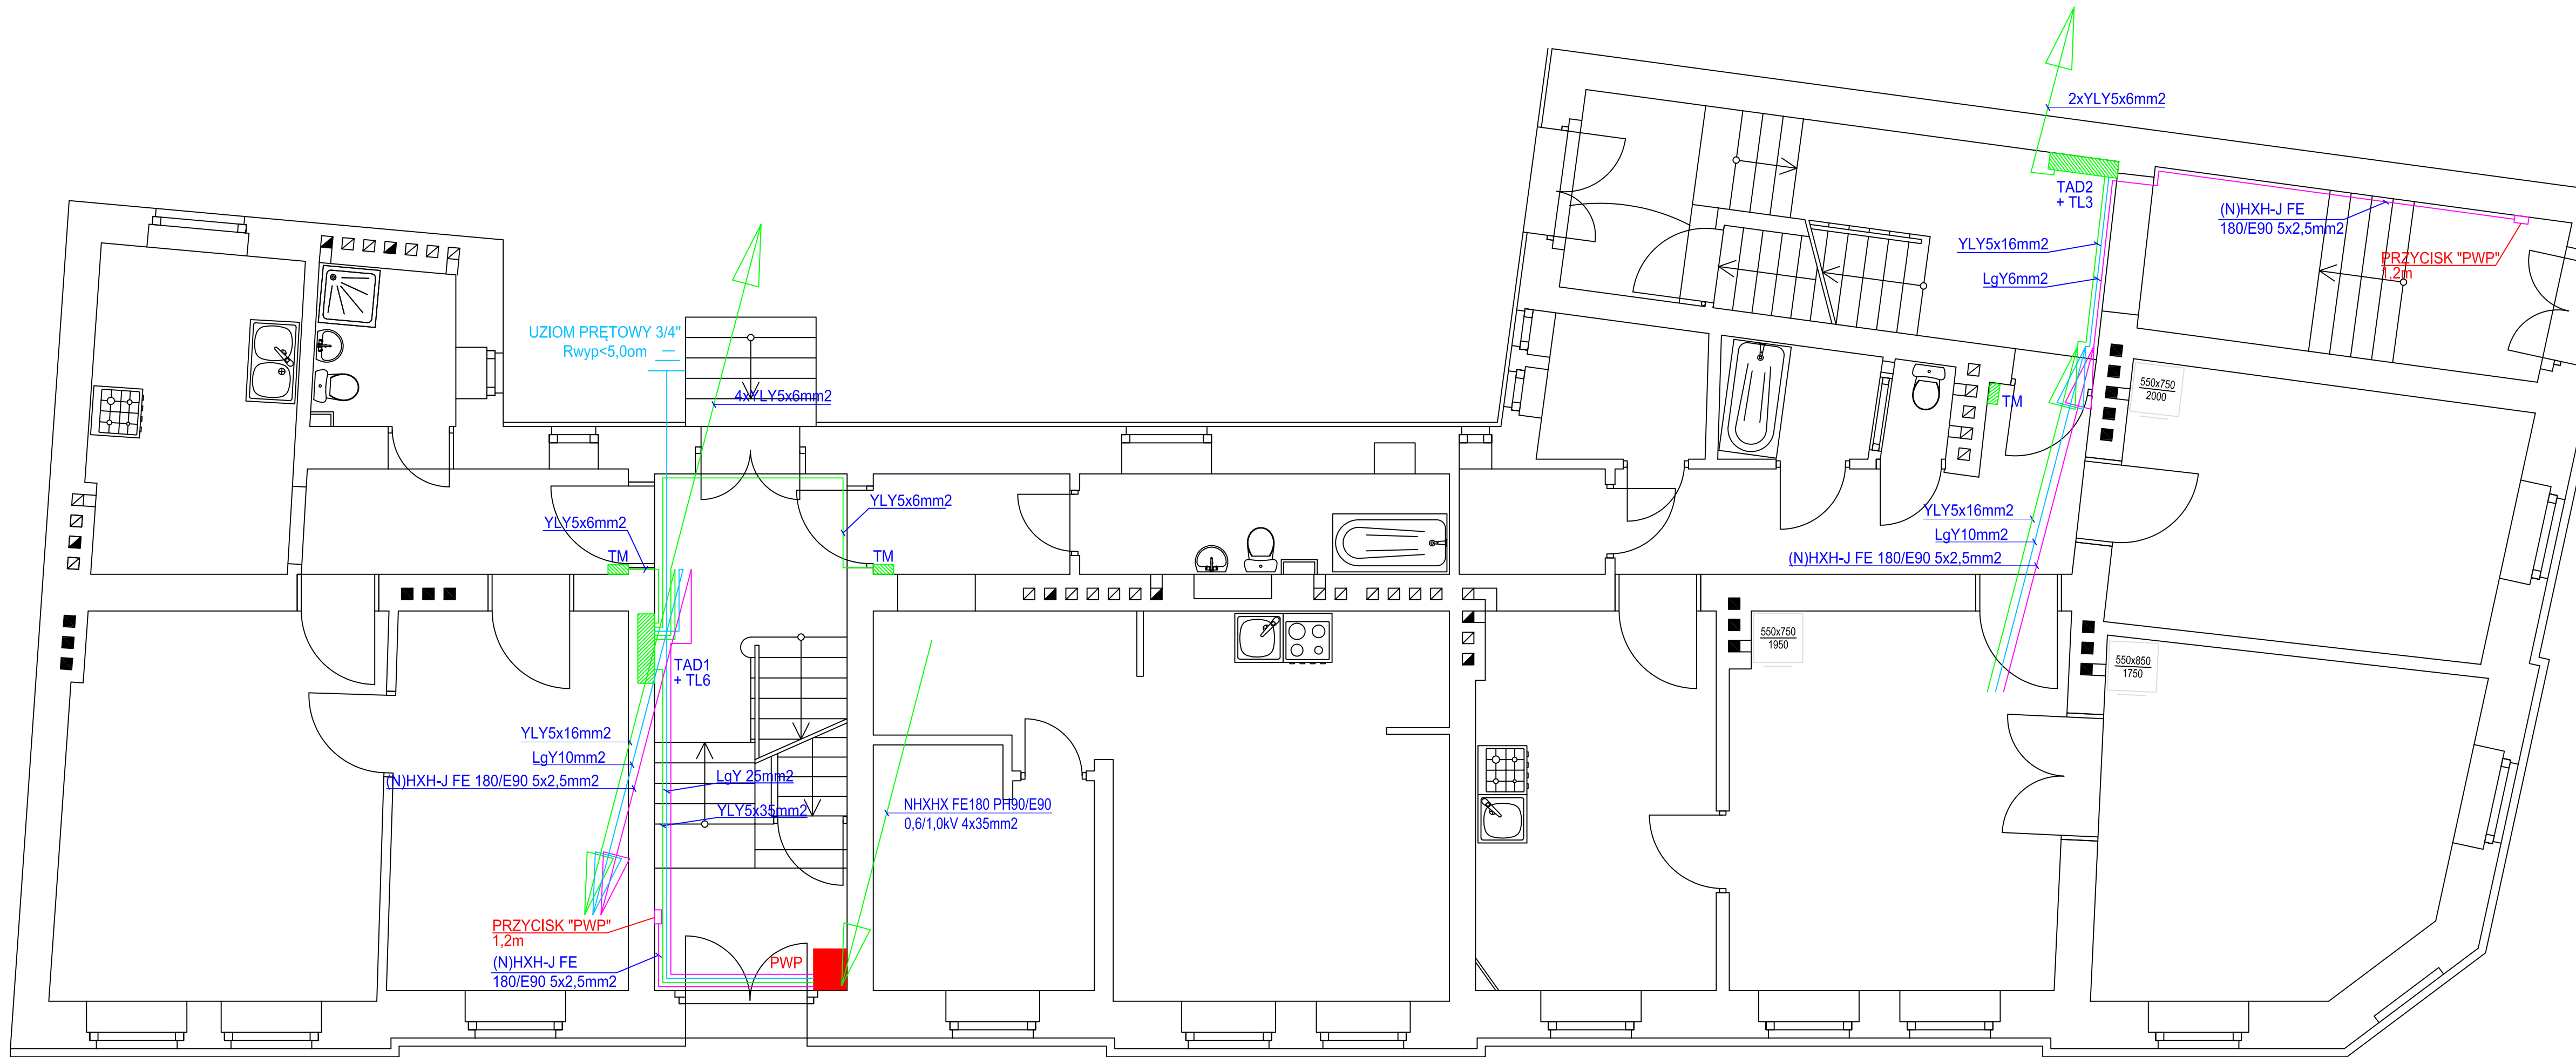 2xYLY5x6mm2
TAD2
+ TL3
(N)HXH-J FE
180/E90 5x2,5mm2
YLY5x16mm2
LgY6mm2
PRZYCISK "PWP"
1,2m
UZIOM PRĘTOWY 3/4"
Rwyp<5,0om
4xYLY5x6mm2
550x750
2000
TM
YLY5x6mm2
YLY5x6mm2
TM
TM
YLY5x16mm2
LgY10mm2
(N)HXH-J FE 180/E90 5x2,5mm2
550x750
1950
550x850
1750
TAD1
+ TL6
YLY5x16mm2
LgY10mm2
(N)HXH-J FE 180/E90 5x2,5mm2
LgY 25mm2
YLY5x35mm2
NHXHX FE180 PH90/E90
0,6/1,0kV 4x35mm2
PRZYCISK "PWP"
1,2m
(N)HXH-J FE
180/E90 5x2,5mm2
PWP